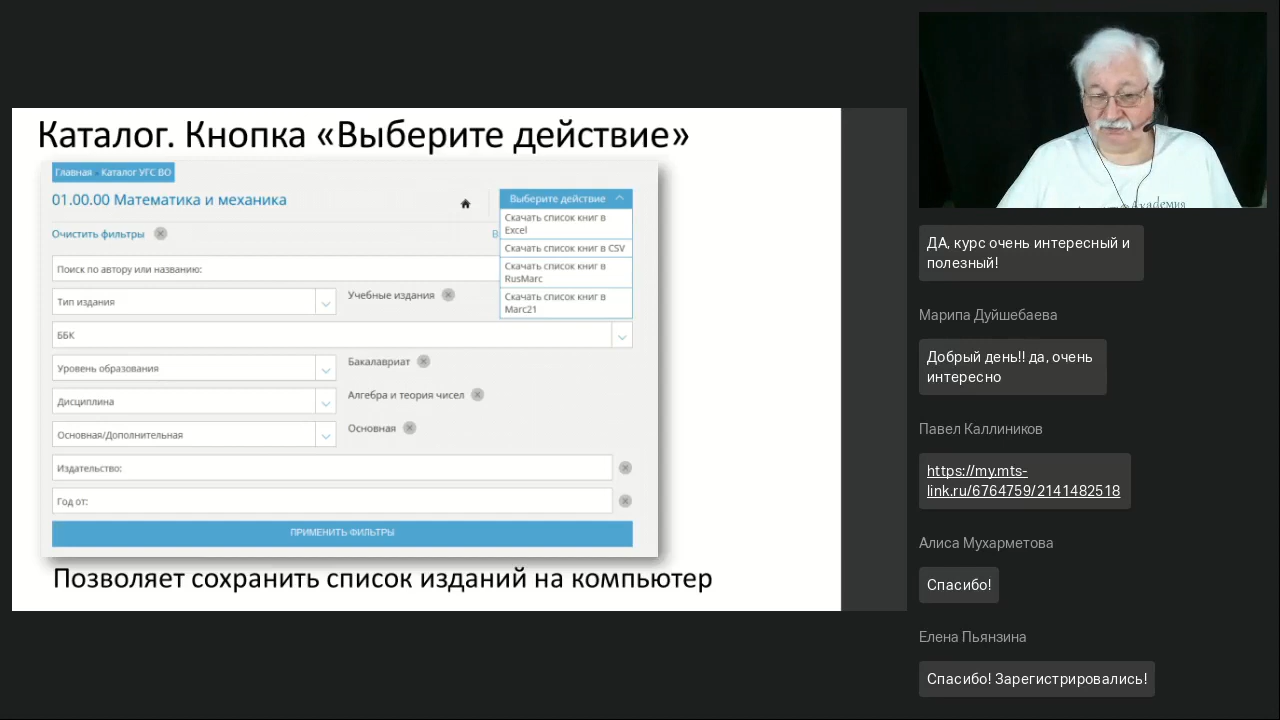 Каталог. Кнопка «Выберите действие»
Главная Каталог УГС ВО
01.00.00 Математика и механика
Выберите действие
Скачать список книг в
Excel
Скачать список книг в CSV
Скачать список книг в
RusMarc
Скачать список книг в
Marc21
Очистить фильтры
Поиск по автору или названию:
Тип издания
Учебные издания
ББК
Уровень образования
Бакалавриат
Дисциплина
Алгебра и теория чисел
Основная/Дополнительная
Основная
Издательство:
Год от:
ПРИМЕНИТЬ ФИЛЬТРЫ
Позволяет сохранить список изданий на компьютер
ДА, курс очень интересный и
полезный!
Марипа Дуйшебаева
Добрый день!! да, очень
интересно
Павел Каллиников
https://my.mts-
link.ru/6764759/2141482518
Алиса Мухарметова
Спасибо!
Елена Пьянзина
Спасибо! Зарегистрировались!